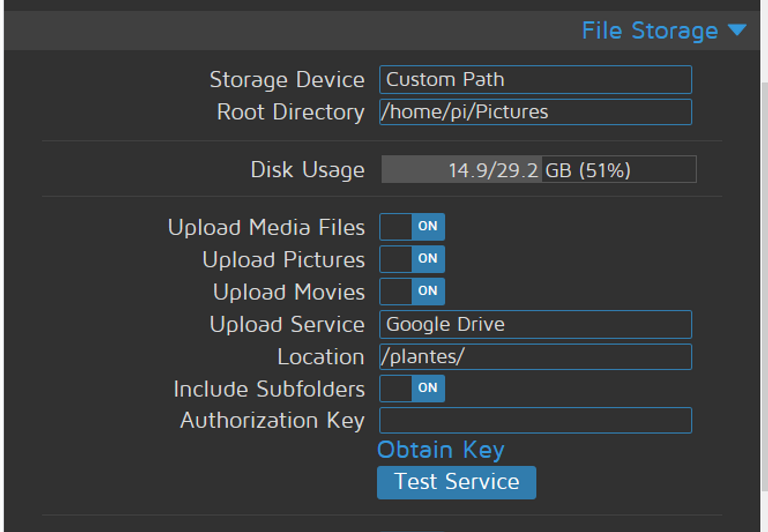 File Storage
Storage Device Custom Path
Root Directory /home/pi/Pictures
Disk Usage 14.9/29.2 GB (51%)
Upload Media Files ON
Upload Pictures ON
Upload Movies ON
Upload Service Google Drive
Location /plantes/
Include Subfolders ON
Authorization Key
Obtain Key
Test Service